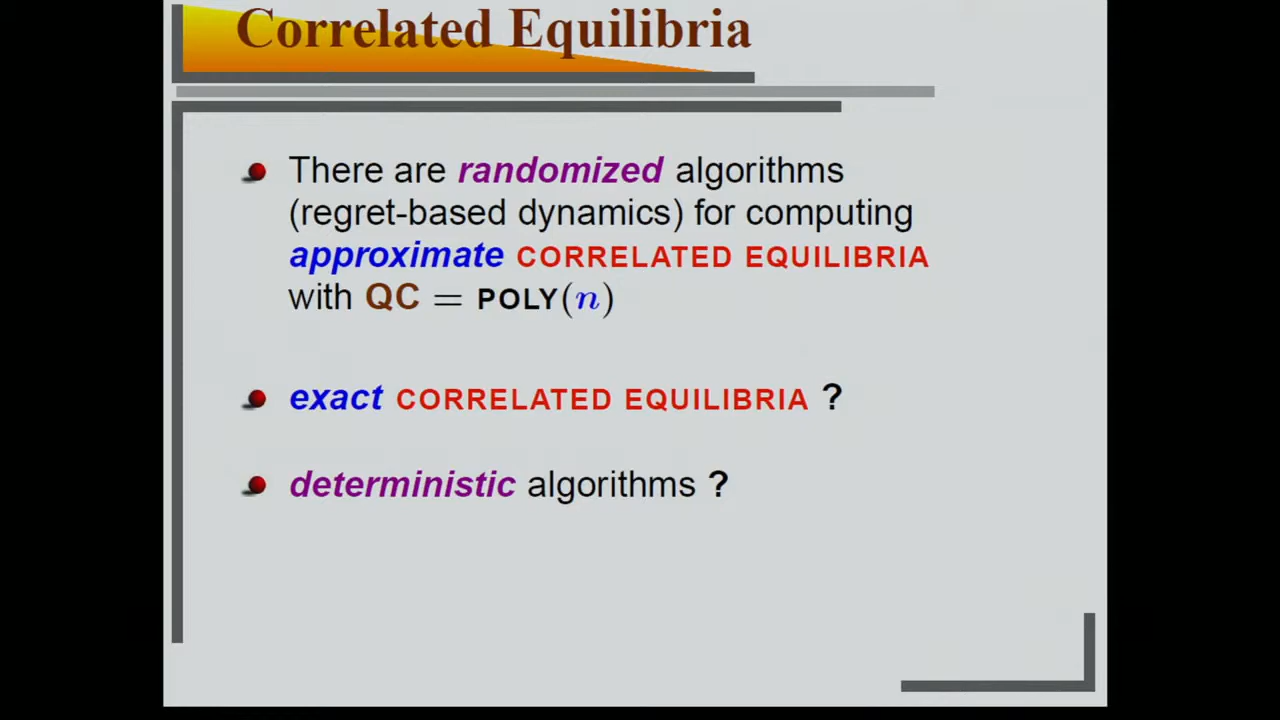 Correlated Equilibria
There are randomized algorithms
(regret-based dynamics) for computing
approximate CORRELATED EQUILIBRIA
with QC = POLY(n)
exact CORRELATED EQUILIBRIA ?
deterministic algorithms ?